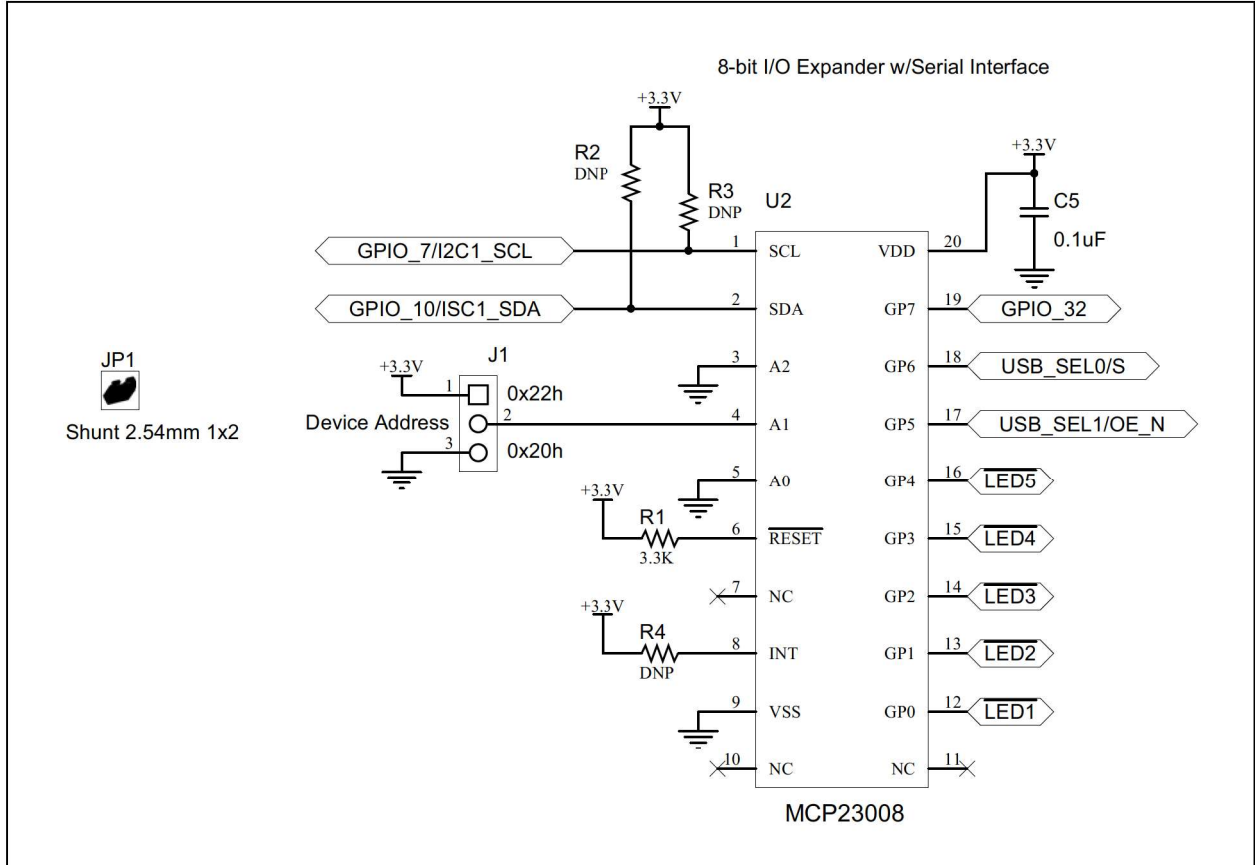 8-bit I/O Expander w/Serial Interface
+3.3V
R2
DNP
R3
DNP
U2
+3.3V
C5
0.1uF
GPIO_7/I2C1_SCL
1
SCL
VDD
20
GPIO_10/ISC1_SDA
2
SDA
GP7
19
GPIO_32
JP1
Shunt 2.54mm 1x2
+3.3V
J1
1
0x22h
Device Address
2
3
0x20h
3
A2
GP6
18
USB_SEL0/S
4
A1
GP5
17
USB_SEL1/OE_N
5
A0
GP4
16
LED5
+3.3V
R1
3.3K
6
RESET
GP3
15
LED4
7
NC
GP2
14
LED3
+3.3V
R4
DNP
8
INT
GP1
13
LED2
9
VSS
GP0
12
LED1
10
NC
NC
11
MCP23008